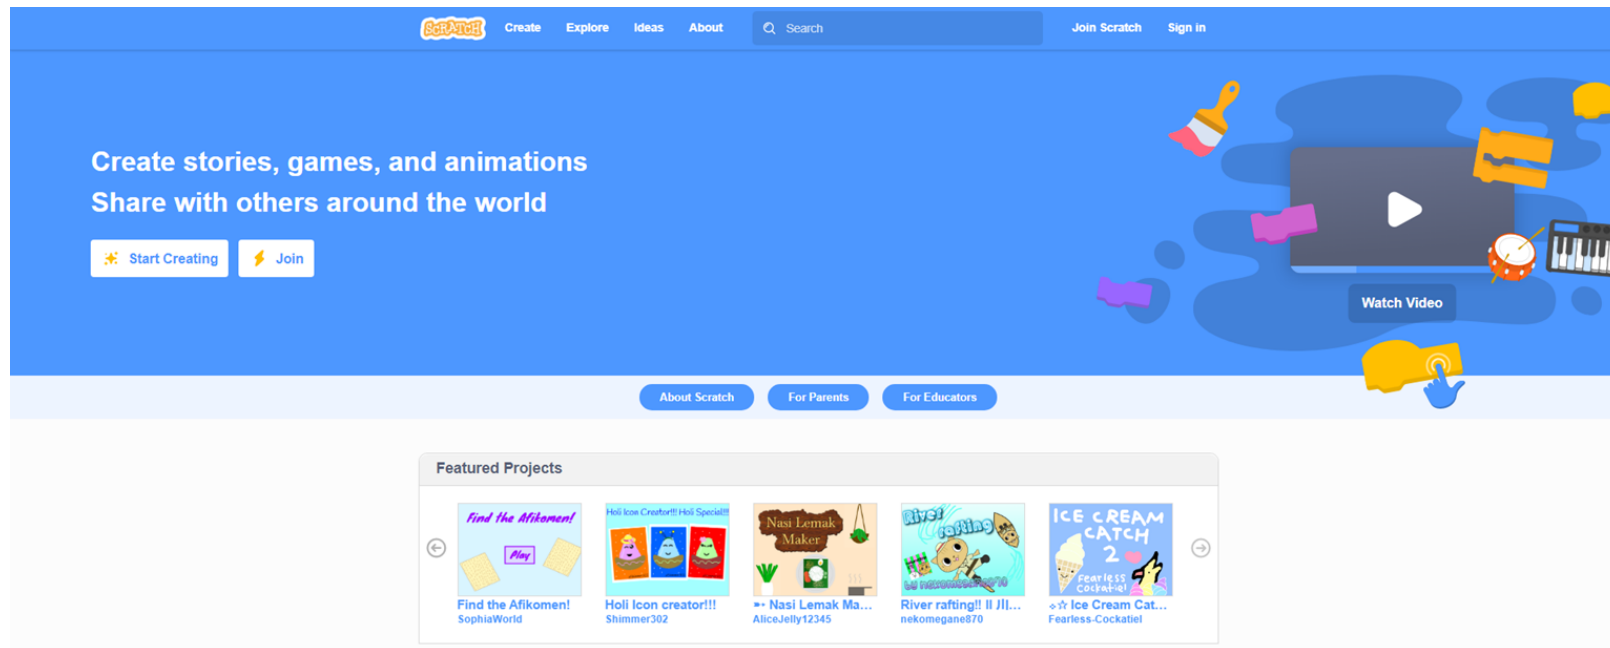 SCRATCH Create Explore Ideas About Search Join Scratch Sign in
Create stories, games, and animations
Share with others around the world
Start Creating Join
Watch Video
About Scratch For Parents For Educators
Featured Projects
Find the Afikomen!
Play
Holi Icon Creator!!! Holi Special!!!
Nasi Lemak
Maker
River
rafting
by nekomegane870
ICE CREAM
CATCH
2
Fearless
Cockatiel
Find the Afikomen! Holi Icon creator!!! ➵ Nasi Lemak Ma... River rafting!! ll ⟡☆ Ice Cream Cat...
SophiaWorld Shimmer302 AliceJelly12345 nekomegane870 Fearless-Cockatiel